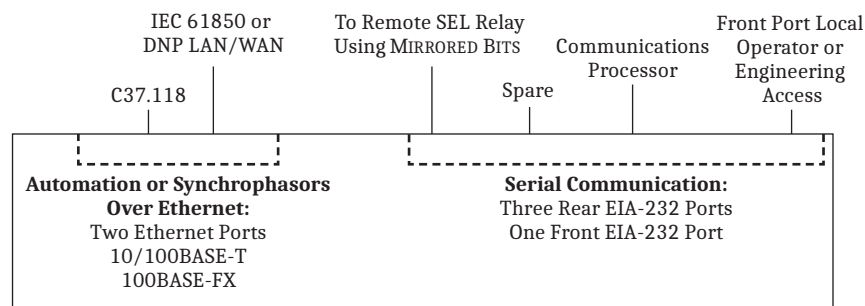 IEC 61850 or
DNP LAN/WAN
C37.118
To Remote SEL Relay
Using MIRRORED BITS
Spare
Communications
Processor
Front Port Local
Operator or
Engineering
Access
Automation or Synchrophasors
Over Ethernet:
Two Ethernet Ports
10/100BASE-T
100BASE-FX
Serial Communication:
Three Rear EIA-232 Ports
One Front EIA-232 Port